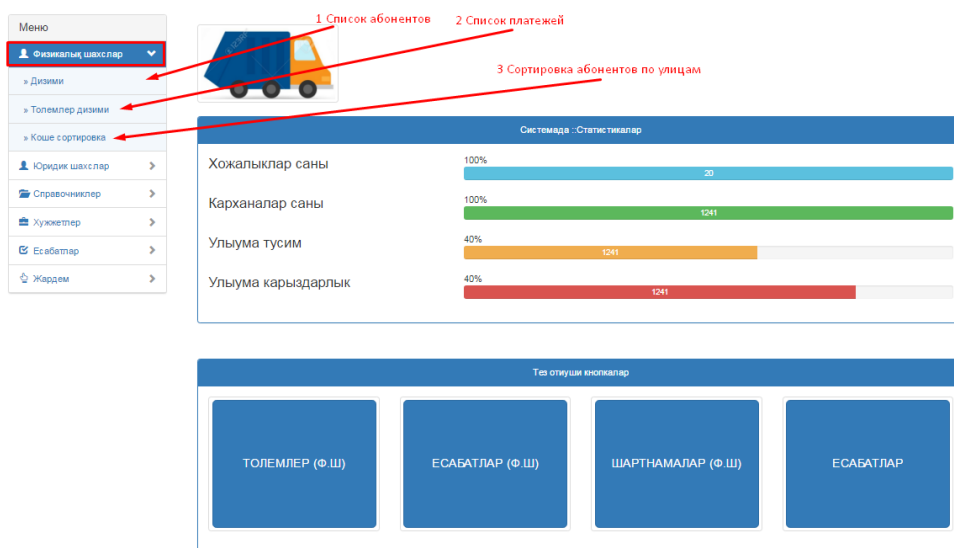 1 Список абонентов
2 Список платежей
3 Сортировка абонентов по улицам
Меню
Физикалық шахслар
» Дизими
» Толемлер дизими
» Коше сортировка
Юридик шахслар
Справочниклер
Хужжетлер
Есабатлар
Жардем
Системада ::Статистикалар
Хожалыклар саны
100%
20
Карханалар саны
100%
1241
Улыума тусим
40%
1241
Улыума карыздарлык
40%
1241
Тез отиуши кнопкалар
ТОЛЕМЛЕР (Ф.Ш)
ЕСАБАТЛАР (Ф.Ш)
ШАРТНАМАЛАР (Ф.Ш)
ЕСАБАТЛАР